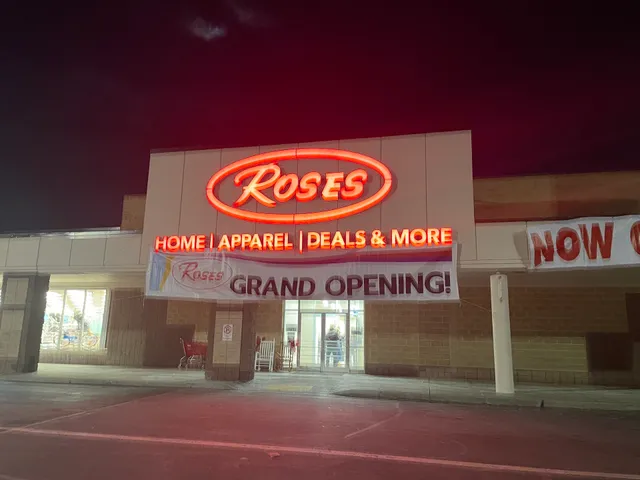 ROSES
HOME | APPAREL | DEALS & MORE
ROSES GRAND OPENING!
NOW